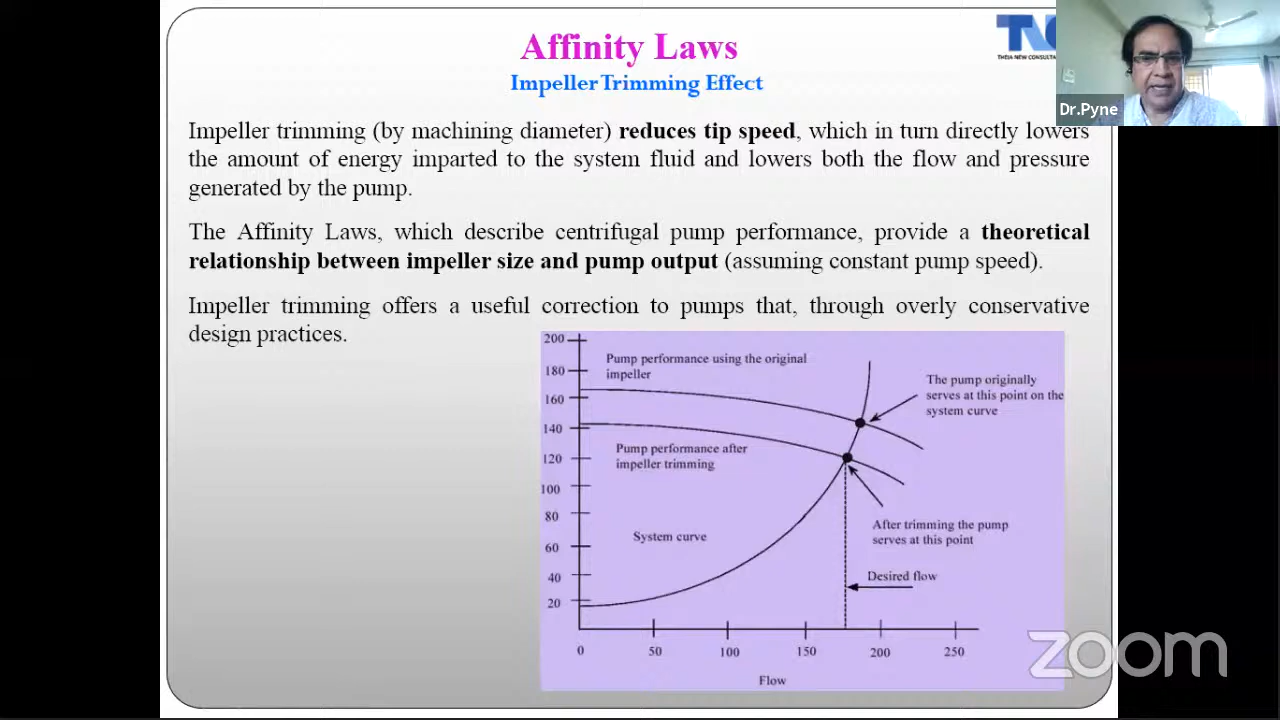 Affinity Laws
Impeller Trimming Effect
TNC
THEIA NEW CONSULTA
Dr.Pyne
Impeller trimming (by machining diameter) reduces tip speed, which in turn directly lowers
the amount of energy imparted to the system fluid and lowers both the flow and pressure
generated by the pump.
The Affinity Laws, which describe centrifugal pump performance, provide a theoretical
relationship between impeller size and pump output (assuming constant pump speed).
Impeller trimming offers a useful correction to pumps that, through overly conservative
design practices.
200
180
160
140
120
100
80
60
40
20
Pump performance using the original
impeller
The pump originally
serves at this point on the
system curve
Pump performance after
impeller trimming
System curve
After trimming the pump
serves at this point
Desired flow
0 50 100 150 200 250
Flow
zoom